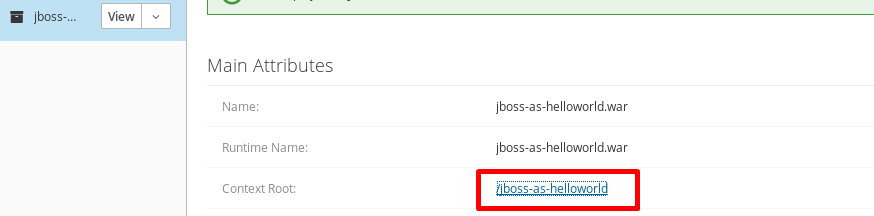 jboss-...
View
Main Attributes
Name: jboss-as-helloworld.war
Runtime Name: jboss-as-helloworld.war
Context Root: /jboss-as-helloworld